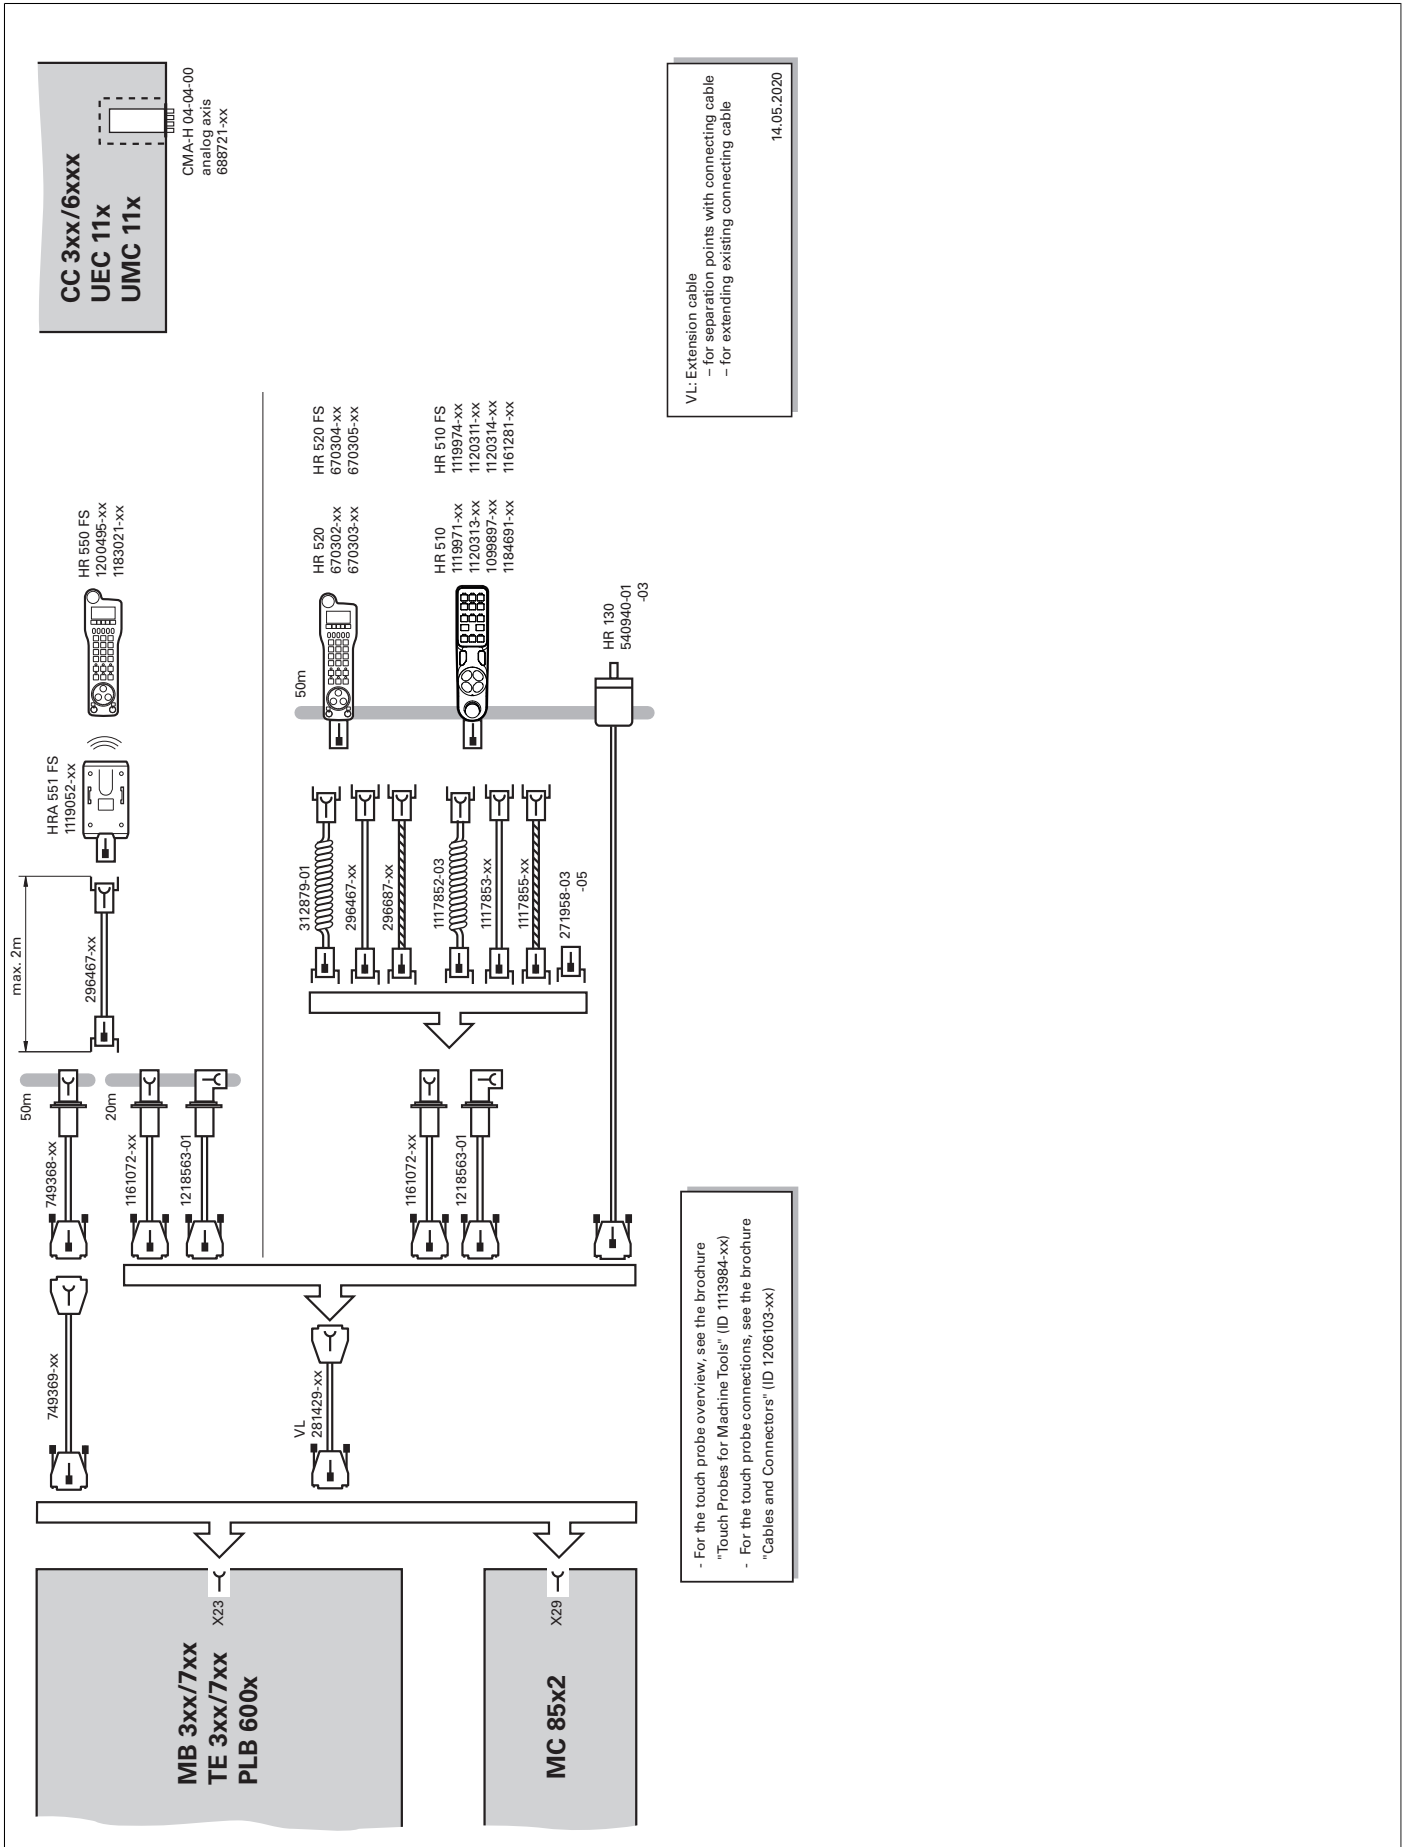 MB 3xx/7xx
TE 3xx/7xx
PLB 600x
X23
MC 85x2
X29
749369-xx
VL
281429-xx
749368-xx
50m
1161072-xx
20m
1218563-01
max. 2m
296467-xx
HRA 551 FS
1119052-xx
HR 550 FS
1200495-xx
1183021-xx
1161072-xx
1218563-01
312879-01
296467-xx
296687-xx
1117852-03
1117853-xx
1117855-xx
271958-03
-05
50m
HR 520
670302-xx
670303-xx
HR 520 FS
670304-xx
670305-xx
HR 510
1119971-xx
1120313-xx
1099897-xx
1184691-xx
HR 510 FS
1119974-xx
1120311-xx
1120314-xx
1161281-xx
HR 130
540940-01
-03
CC 3xx/6xxx
UEC 11x
UMC 11x
CMA-H 04-04-00
analog axis
688721-xx
- For the touch probe overview, see the brochure
"Touch Probes for Machine Tools" (ID 1113984-xx)
- For the touch probe connections, see the brochure
"Cables and Connectors" (ID 1206103-xx)
VL: Extension cable
– for separation points with connecting cable
– for extending existing connecting cable
14.05.2020